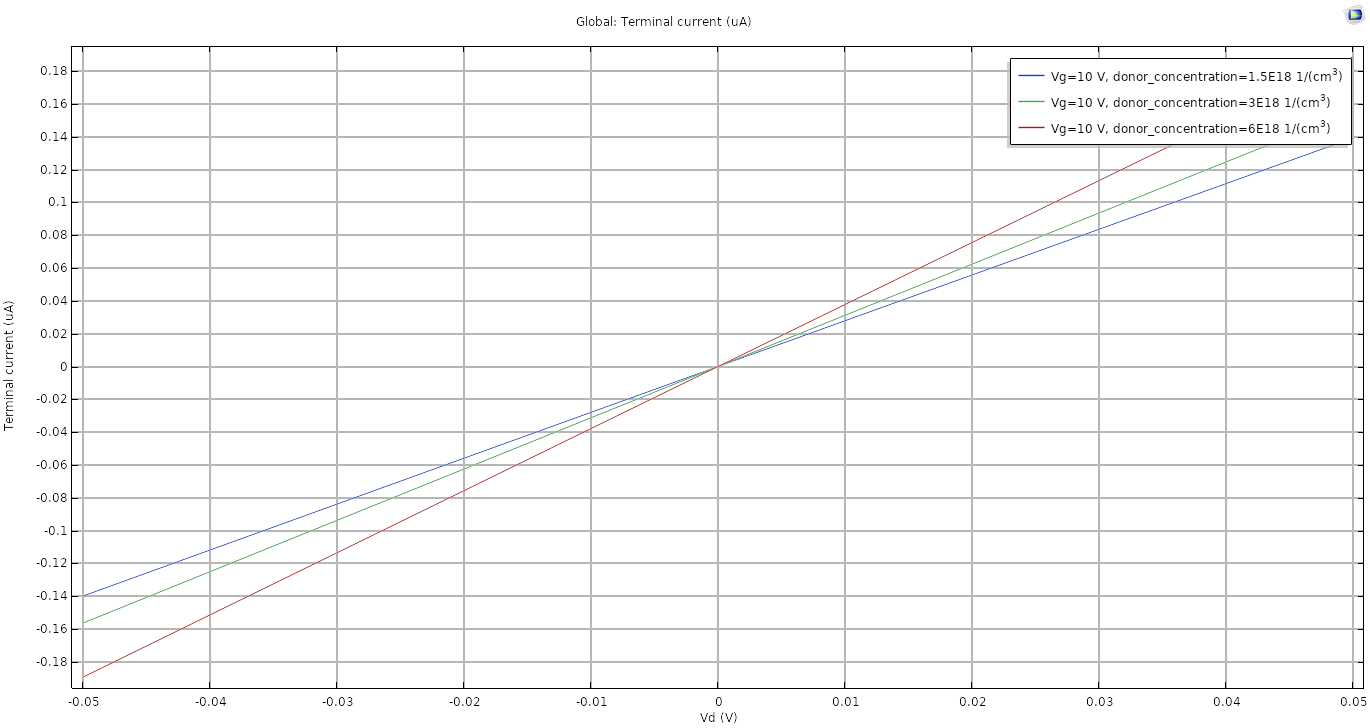 Global: Terminal current (uA)
Vg=10 V, donor_concentration=1.5E18 1/(cm³)
Vg=10 V, donor_concentration=3E18 1/(cm³)
Vg=10 V, donor_concentration=6E18 1/(cm³)
Terminal current (uA)
0.18
0.16
0.14
0.12
0.1
0.08
0.06
0.04
0.02
0
-0.02
-0.04
-0.06
-0.08
-0.1
-0.12
-0.14
-0.16
-0.18
-0.05 -0.04 -0.03 -0.02 -0.01 0 0.01 0.02 0.03 0.04 0.05
Vd (V)